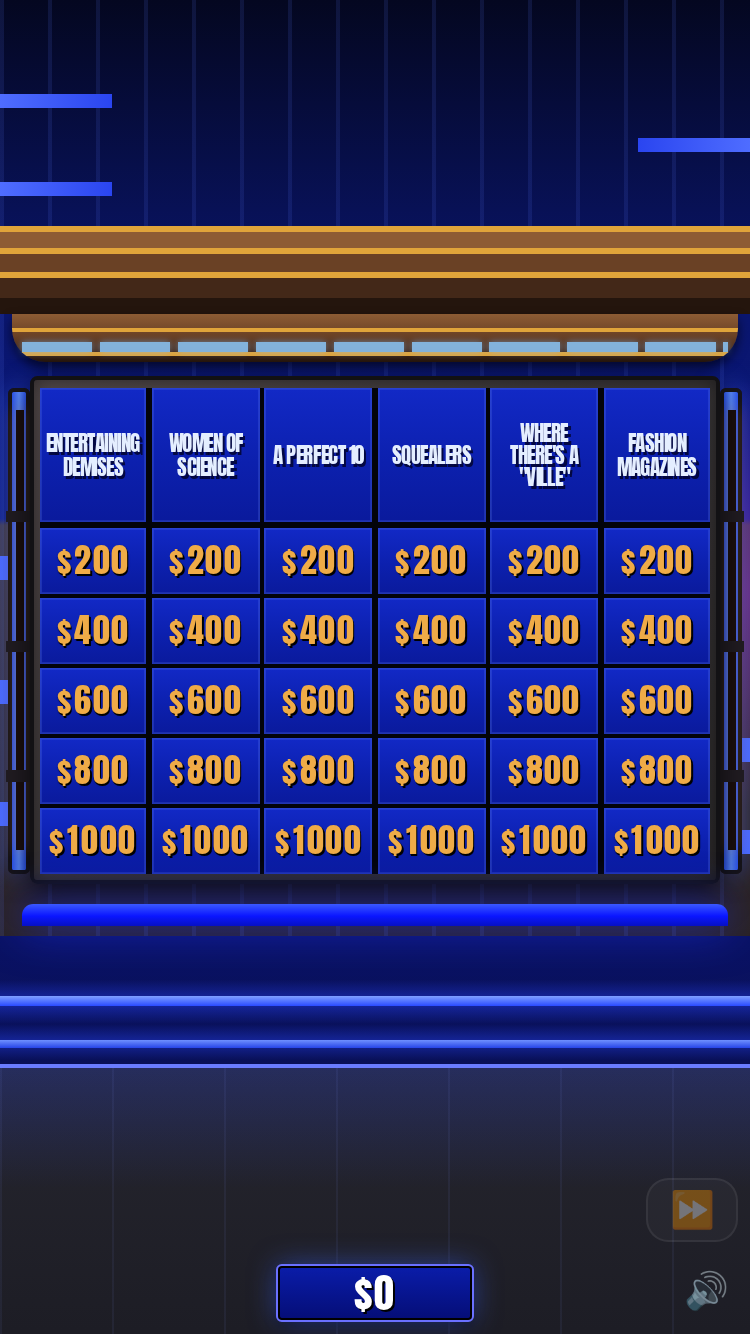 ENTERTAINING
DEMISES
WOMEN OF
SCIENCE
A PERFECT 10
SQUEALERS
WHERE
THERE'S A
"VILLE"
FASHION
MAGAZINES
$200 $200 $200 $200 $200 $200
$400 $400 $400 $400 $400 $400
$600 $600 $600 $600 $600 $600
$800 $800 $800 $800 $800 $800
$1000 $1000 $1000 $1000 $1000 $1000
$0